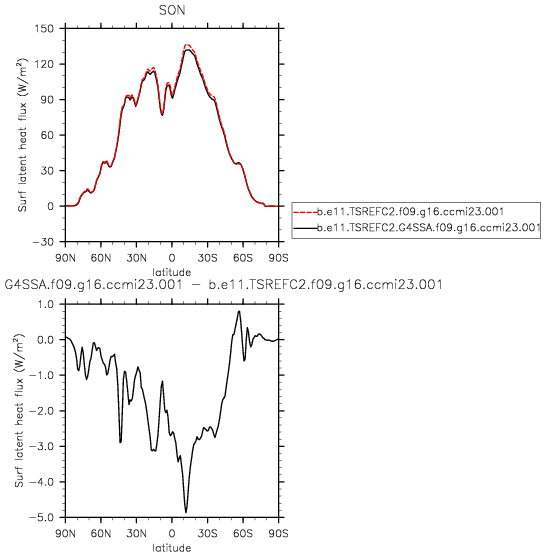 SON
Surf latent heat flux (W/m²)
150
120
90
60
30
0
−30
90N 60N 30N 0 30S 60S 90S
latitude
b.e11.TSREFC2.f09.g16.ccmi23.001
b.e11.TSREFC2.G4SSA.f09.g16.ccmi23.001
G4SSA.f09.g16.ccmi23.001 − b.e11.TSREFC2.f09.g16.ccmi23.001
Surf latent heat flux (W/m²)
1.0
0.0
−1.0
−2.0
−3.0
−4.0
−5.0
90N 60N 30N 0 30S 60S 90S
latitude